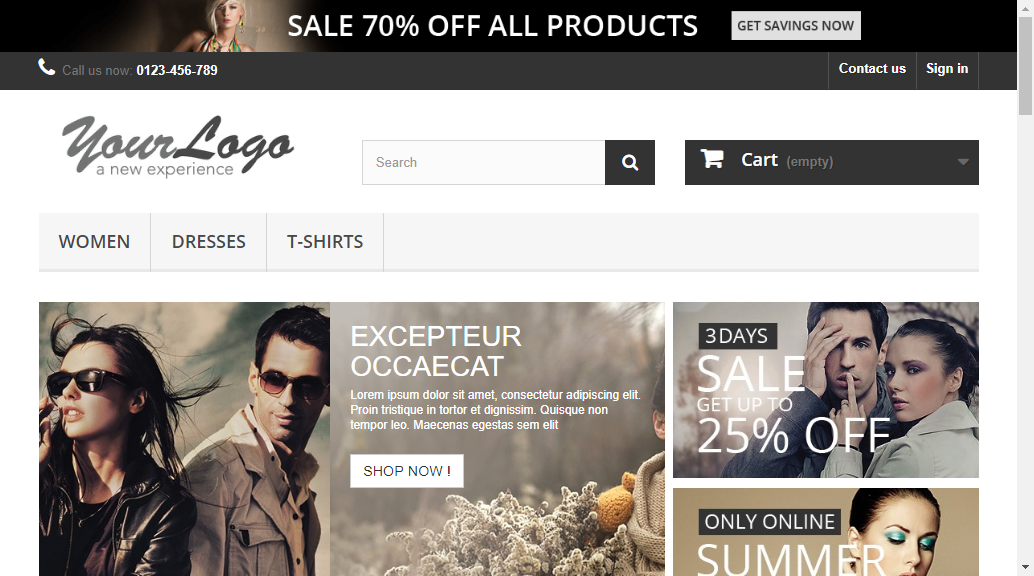 SALE 70% OFF ALL PRODUCTS
GET SAVINGS NOW
Call us now: 0123-456-789
Contact us
Sign in
YourLogo
a new experience
Search
Cart (empty)
WOMEN
DRESSES
T-SHIRTS
EXCEPTEUR
OCCAECAT
Lorem ipsum dolor sit amet, consectetur adipiscing elit.
Proin tristique in tortor et dignissim. Quisque non
tempor leo. Maecenas egestas sem elit
SHOP NOW !
3 DAYS
SALE
GET UP TO
25% OFF
ONLY ONLINE
SUMMER